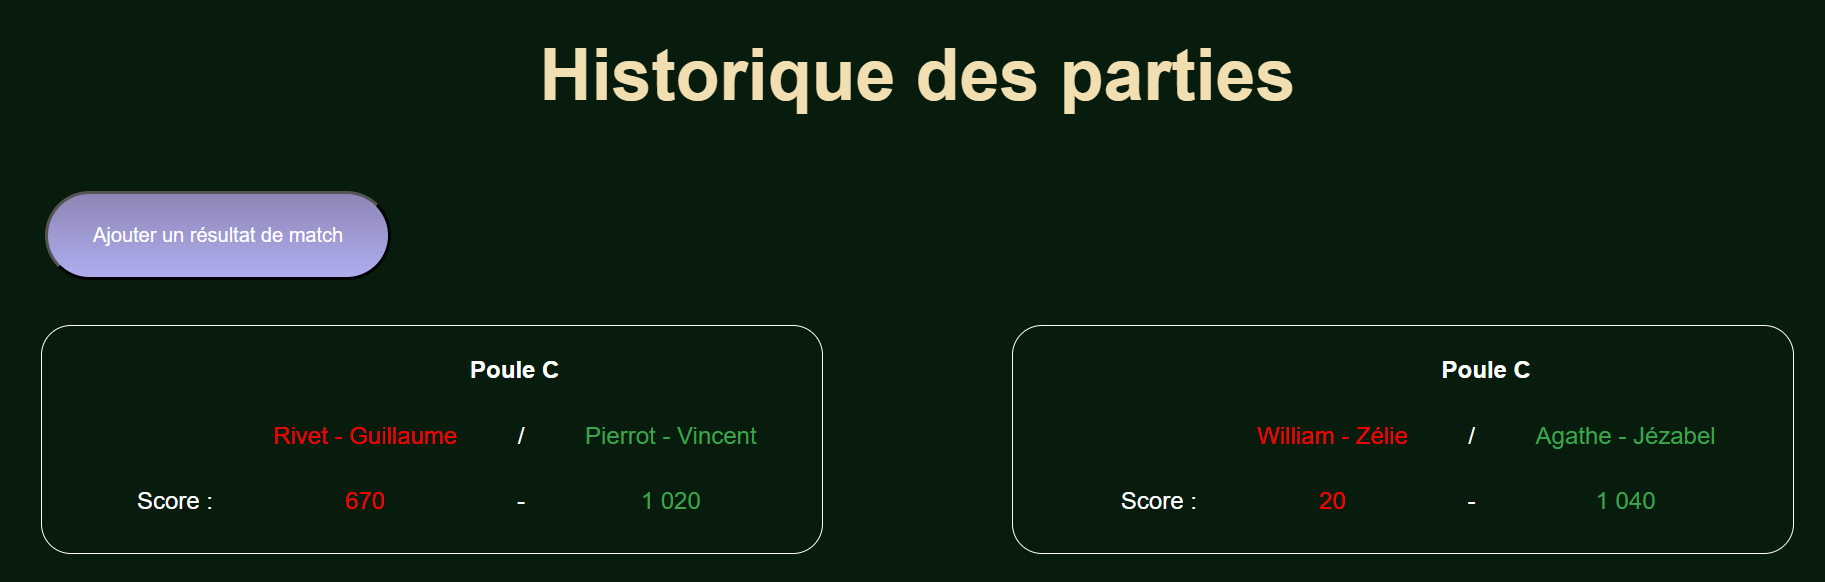 Historique des parties
Ajouter un résultat de match
Poule C
Rivet - Guillaume / Pierrot - Vincent
Score : 670 - 1 020
Poule C
William - Zélie / Agathe - Jézabel
Score : 20 - 1 040